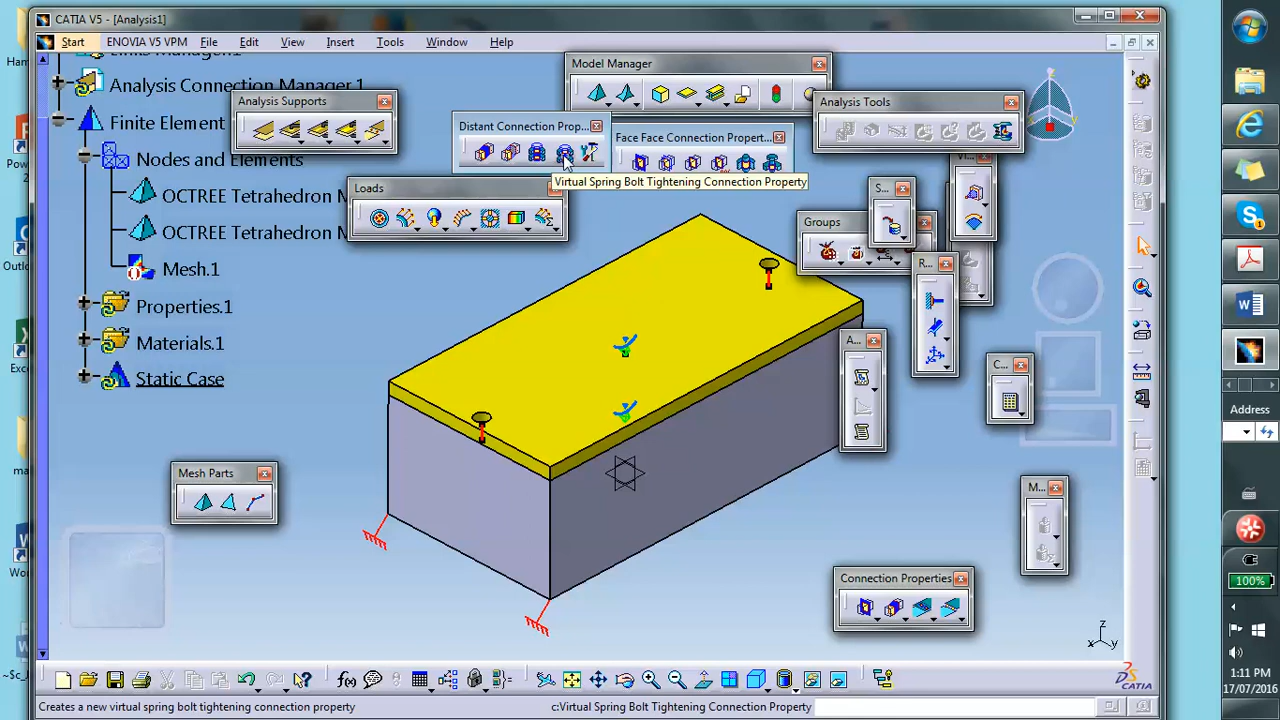 CATIA V5 - [Analysis1]
Start
ENOVIA V5 VPM
File
Edit
View
Insert
Tools
Window
Help
Links Manager.1
Analysis Connection Manager.1
Finite Element
Nodes and Elements
OCTREE Tetrahedron M
OCTREE Tetrahedron M
Mesh.1
Properties.1
Materials.1
Static Case
Analysis Supports
Model Manager
Distant Connection Prop...
Face Face Connection Propert...
Analysis Tools
Virtual Spring Bolt Tightening Connection Property
Loads
S...
Groups
R...
A...
C...
M...
Mesh Parts
Connection Properties
z
x
y
CATIA
Creates a new virtual spring bolt tightening connection property
c:Virtual Spring Bolt Tightening Connection Property
Address
100%
1:11 PM
17/07/2016